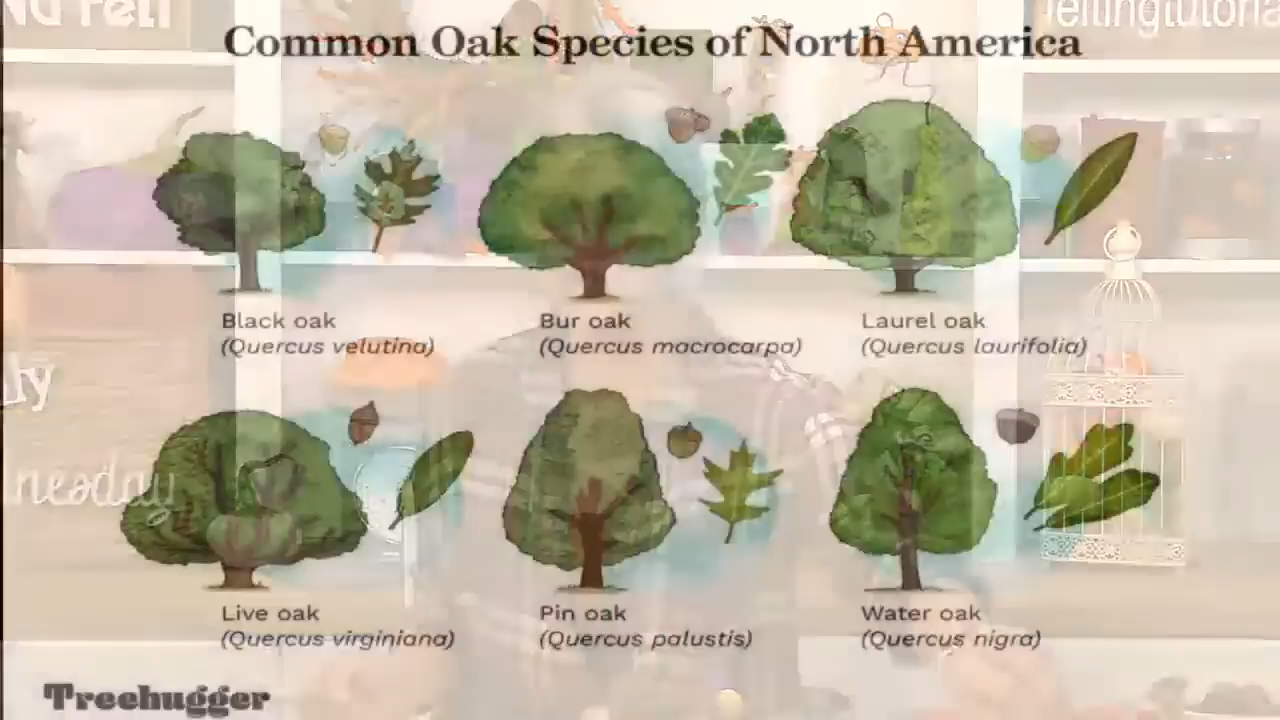 Common Oak Species of North America
Black oak
(Quercus velutina)
Bur oak
(Quercus macrocarpa)
Laurel oak
(Quercus laurifolia)
Live oak
(Quercus virginiana)
Pin oak
(Quercus palustis)
Water oak
(Quercus nigra)
Treehugger